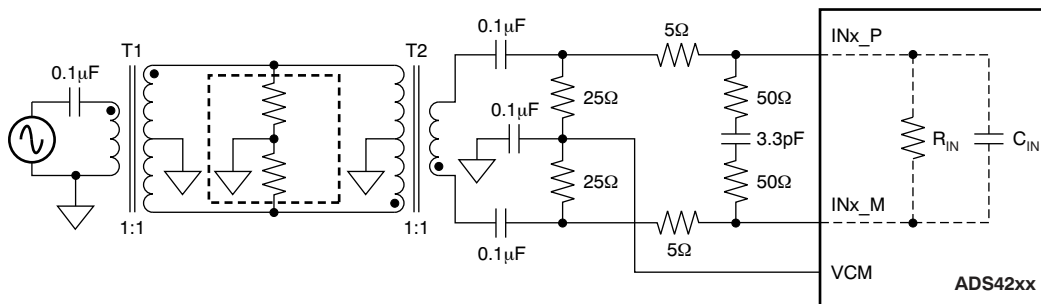 0.1μF
T1
T2
0.1μF
5Ω
INx_P
25Ω
0.1μF
50Ω
3.3pF
R_IN
C_IN
25Ω
50Ω
INx_M
1:1
1:1
0.1μF
5Ω
VCM
ADS42xx